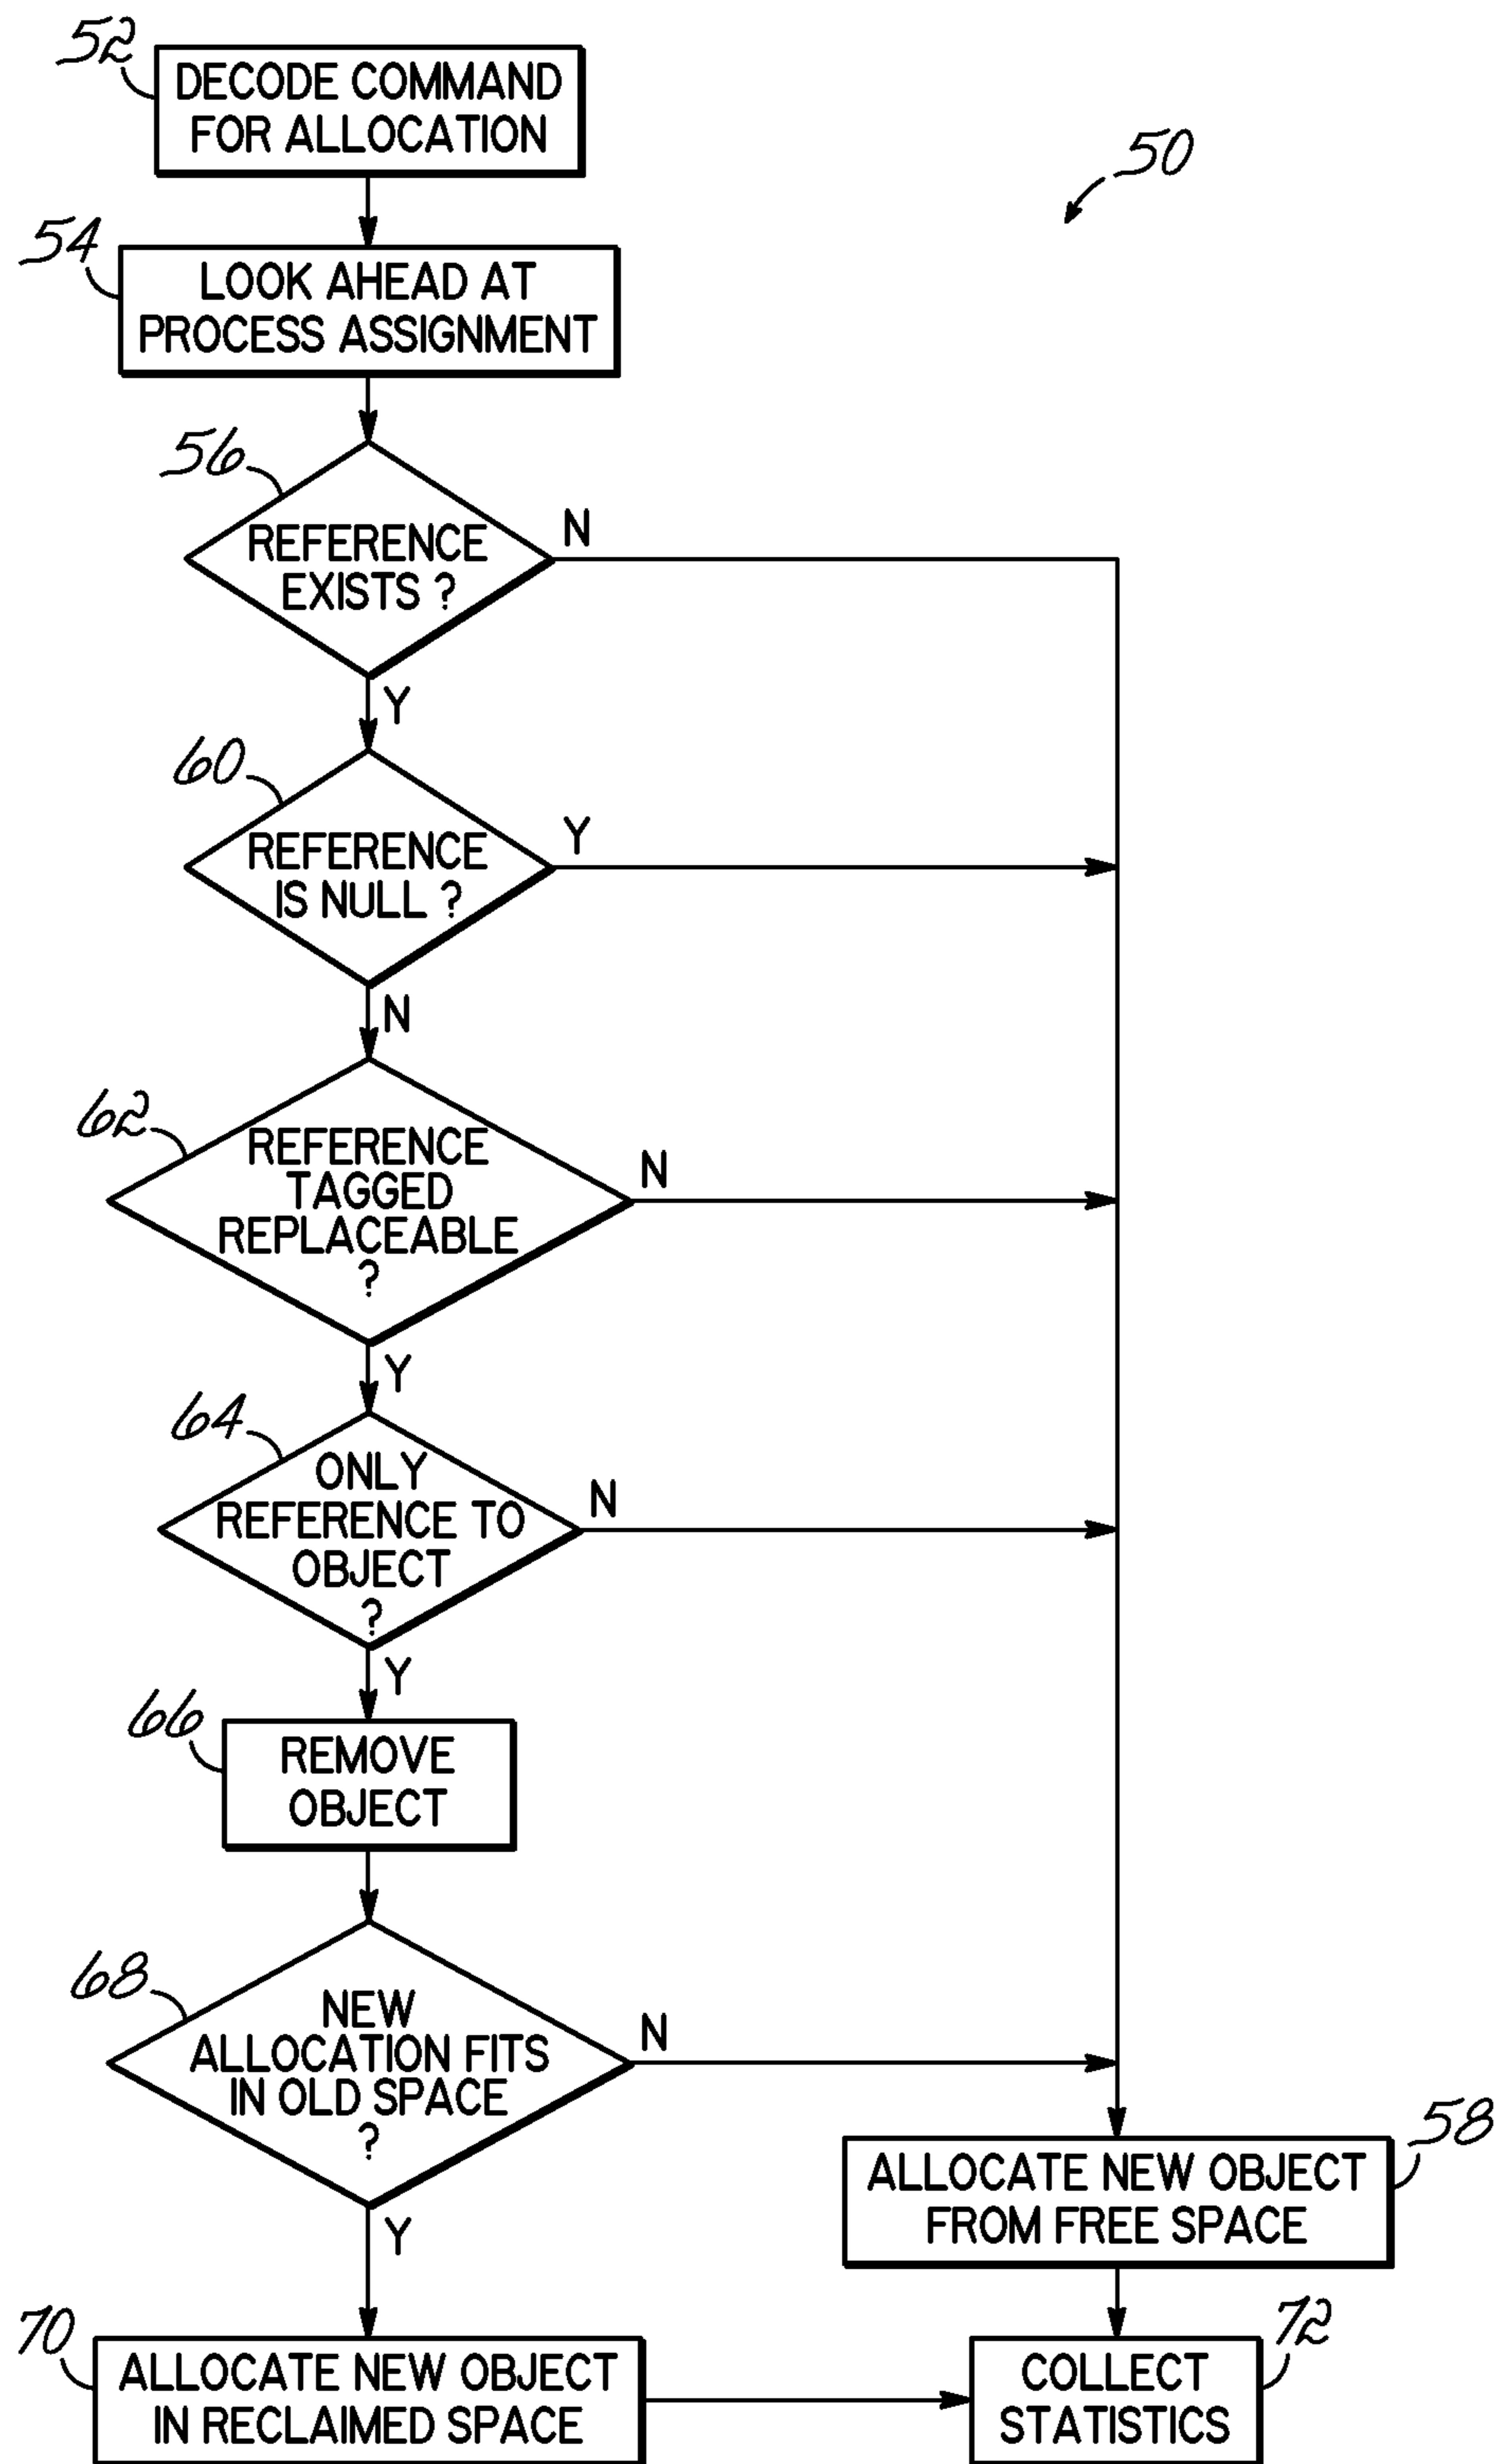 52
DECODE COMMAND
FOR ALLOCATION
50
54
LOOK AHEAD AT
PROCESS ASSIGNMENT
56
REFERENCE
EXISTS ?
N
Y
60
REFERENCE
IS NULL ?
Y
N
62
REFERENCE
TAGGED
REPLACEABLE
?
N
Y
64
ONLY
REFERENCE TO
OBJECT
?
N
Y
66
REMOVE
OBJECT
68
NEW
ALLOCATION FITS
IN OLD SPACE
?
N
Y
58
ALLOCATE NEW OBJECT
FROM FREE SPACE
70
ALLOCATE NEW OBJECT
IN RECLAIMED SPACE
72
COLLECT
STATISTICS